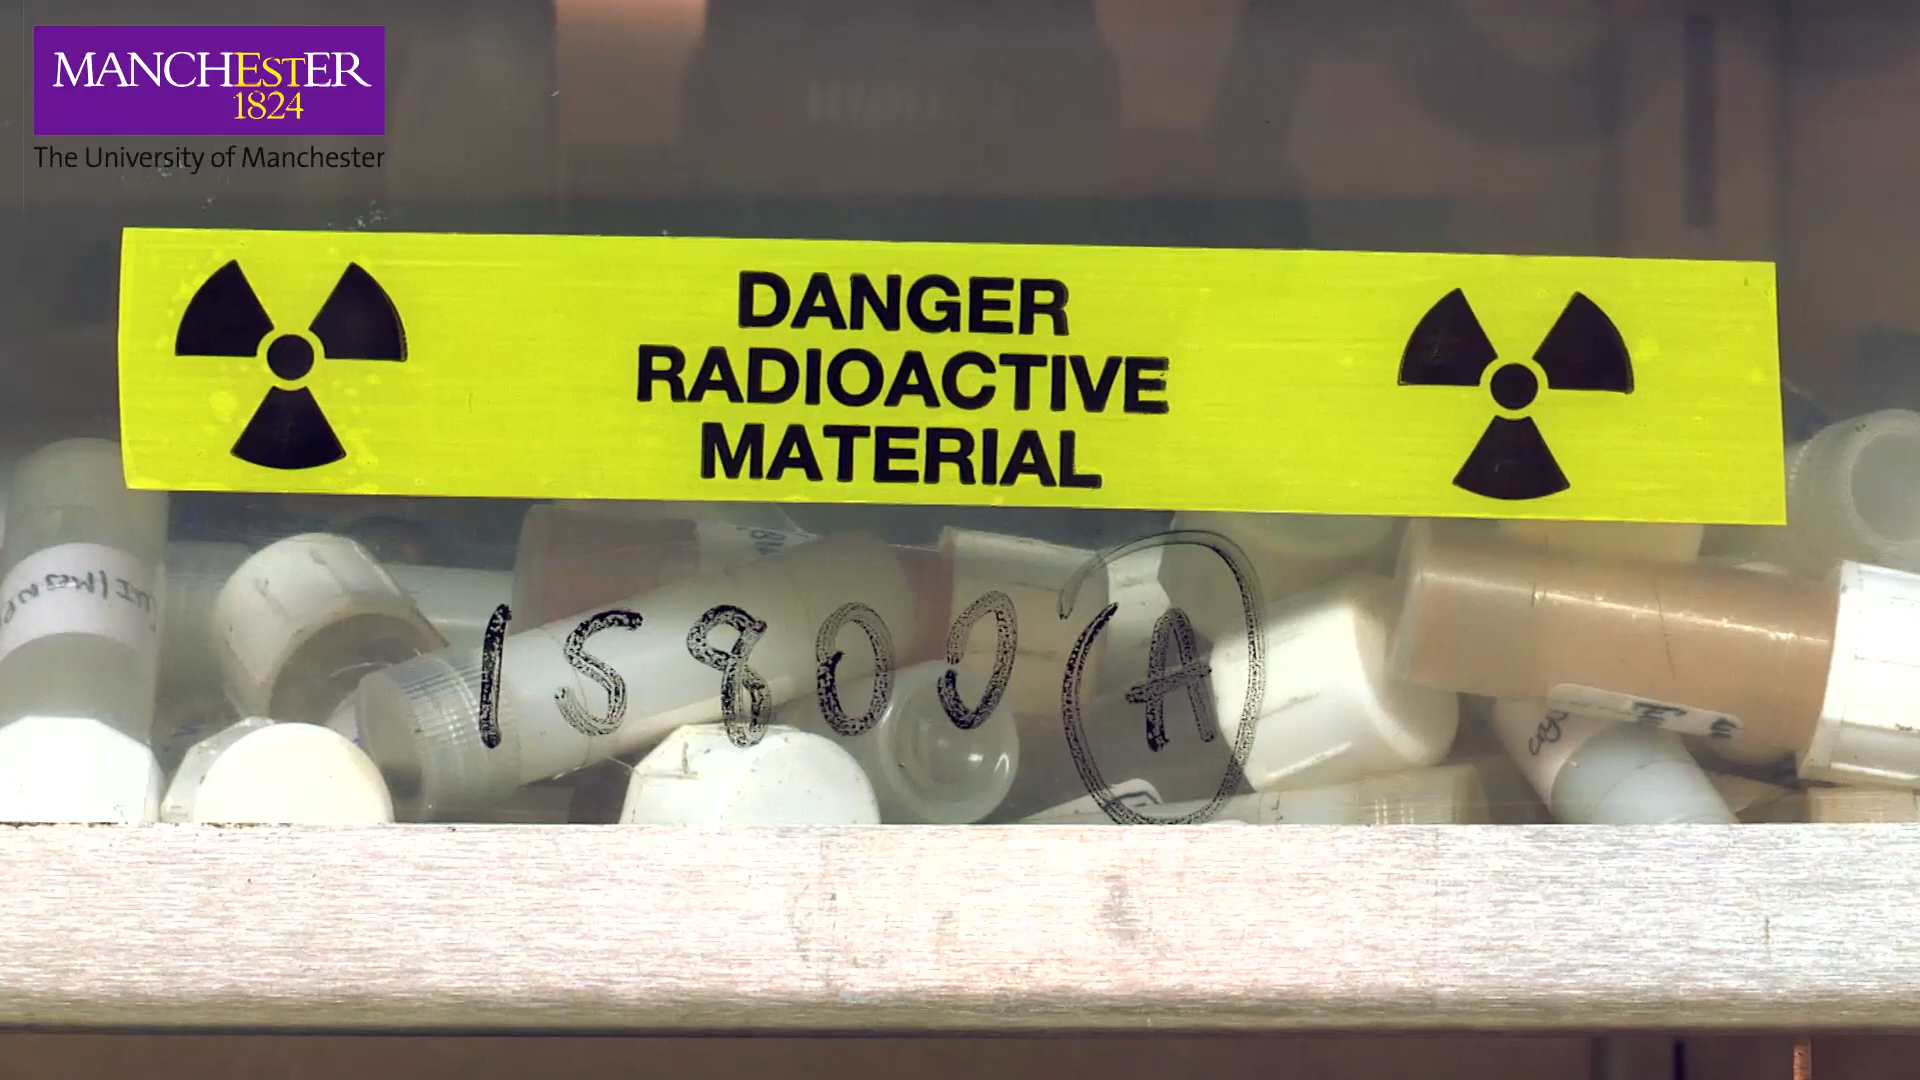 MANCHESTER
1824
The University of Manchester
DANGER
RADIOACTIVE
MATERIAL
15800 A